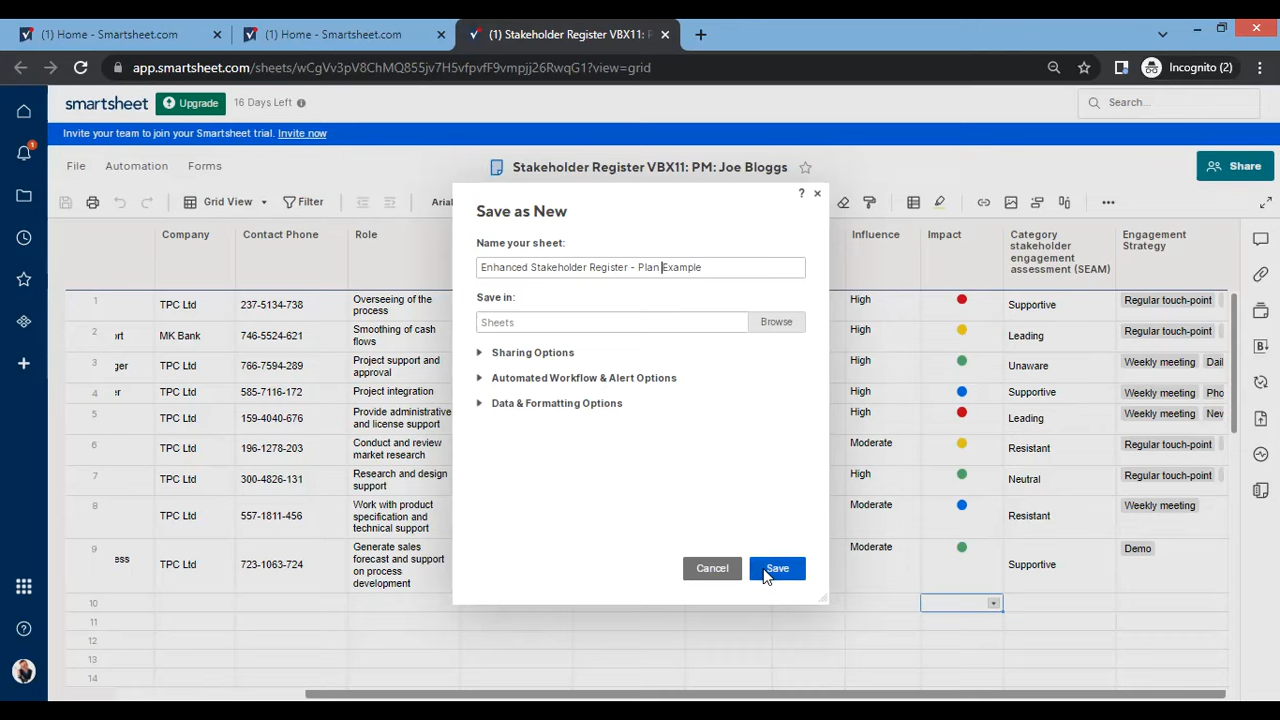 (1) Home - Smartsheet.com
(1) Home - Smartsheet.com
(1) Stakeholder Register VBX11: P
app.smartsheet.com/sheets/wCgVv3pV8ChMQ855jv7H5vfpvfF9vmpjj26RwqG1?view=grid
Incognito (2)
smartsheet
Upgrade
16 Days Left
Search...
Invite your team to join your Smartsheet trial. Invite now
File Automation Forms
Stakeholder Register VBX11: PM: Joe Bloggs
Share
Grid View
Filter
Arial
Company Contact Phone Role
Influence Impact
Category
stakeholder
engagement
assessment (SEAM)
Engagement
Strategy
Save as New
?
Name your sheet:
Enhanced Stakeholder Register - Plan Example
Save in:
Sheets
Browse
Sharing Options
Automated Workflow & Alert Options
Data & Formatting Options
Cancel
Save
1
TPC Ltd 237-5134-738
Overseeing of the
process
High
Supportive
Regular touch-point
2
MK Bank 746-5524-621
Smoothing of cash
flows
High
Leading
Regular touch-point
3
TPC Ltd 766-7594-289
Project support and
approval
High
Unaware
Weekly meeting
4
TPC Ltd 585-7116-172
Project integration
High
Supportive
Weekly meeting
5
TPC Ltd 159-4040-676
Provide administrative
and license support
High
Leading
Weekly meeting
6
TPC Ltd 196-1278-203
Conduct and review
market research
Moderate
Resistant
Regular touch-point
7
TPC Ltd 300-4826-131
Research and design
support
High
Neutral
Regular touch-point
8
TPC Ltd 557-1811-456
Work with product
specification and
technical support
Moderate
Resistant
Weekly meeting
9
TPC Ltd 723-1063-724
Generate sales
forecast and support
on process
development
Moderate
Supportive
Demo
10
11
12
13
14